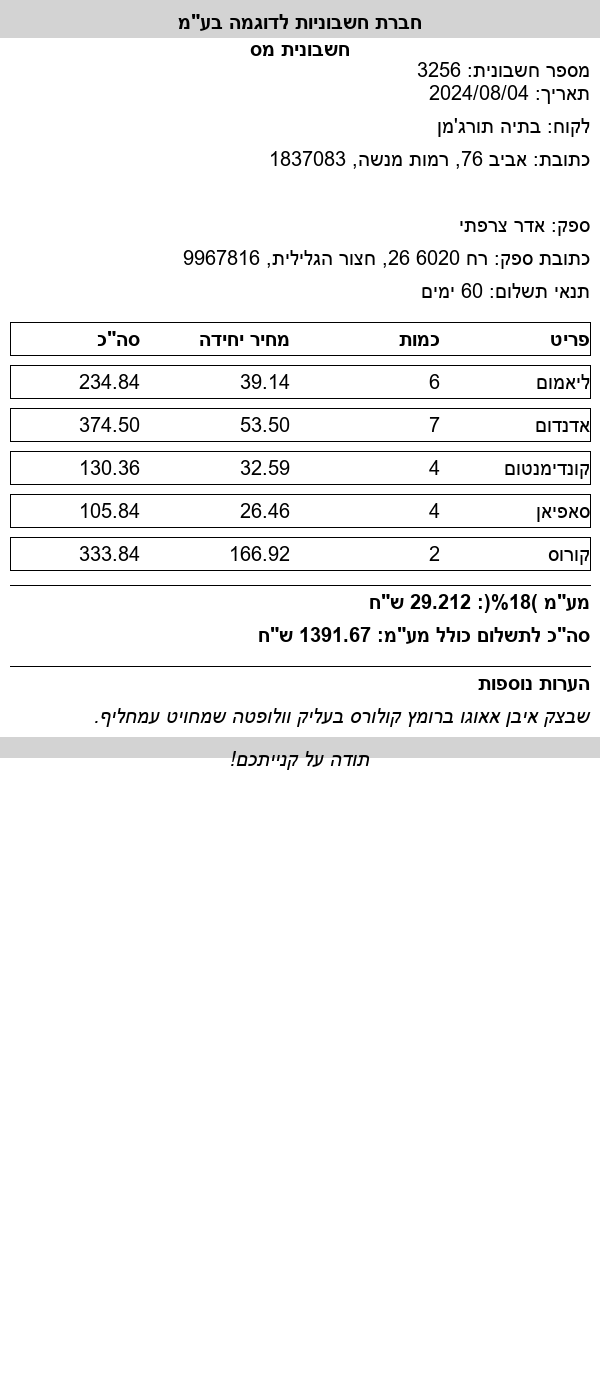 חברת חשבוניות לדוגמה בע"מ
חשבונית מס
מספר חשבונית: 3256
תאריך: 2024/08/04
לקוח: בתיה תורג'מן
כתובת: אביב 76, רמות מנשה, 1837083
ספק: אדר צרפתי
כתובת ספק: רח 6020 26, חצור הגלילית, 9967816
תנאי תשלום: 60 ימים
פריט כמות מחיר יחידה סה"כ
ליאמום 6 39.14 234.84
אדנדום 7 53.50 374.50
קונדימנטום 4 32.59 130.36
סאפיאן 4 26.46 105.84
קורוס 2 166.92 333.84
מע"מ )18%(: 29.212 ש"ח
סה"כ לתשלום כולל מע"מ: 1391.67 ש"ח
הערות נוספות
שבצק איבן אאוגו ברומץ קולורס בעליק וולופטה שמחויט עמחליף.
תודה על קנייתכם!